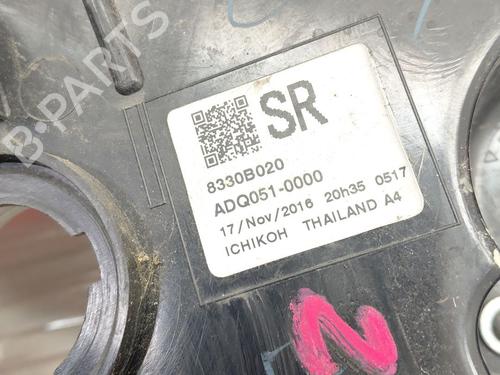 B-PARTS
SR
8330B020
ADQ051-0000
17/Nov/2016 20h35 0517
ICHIKOH THAILAND A4
N